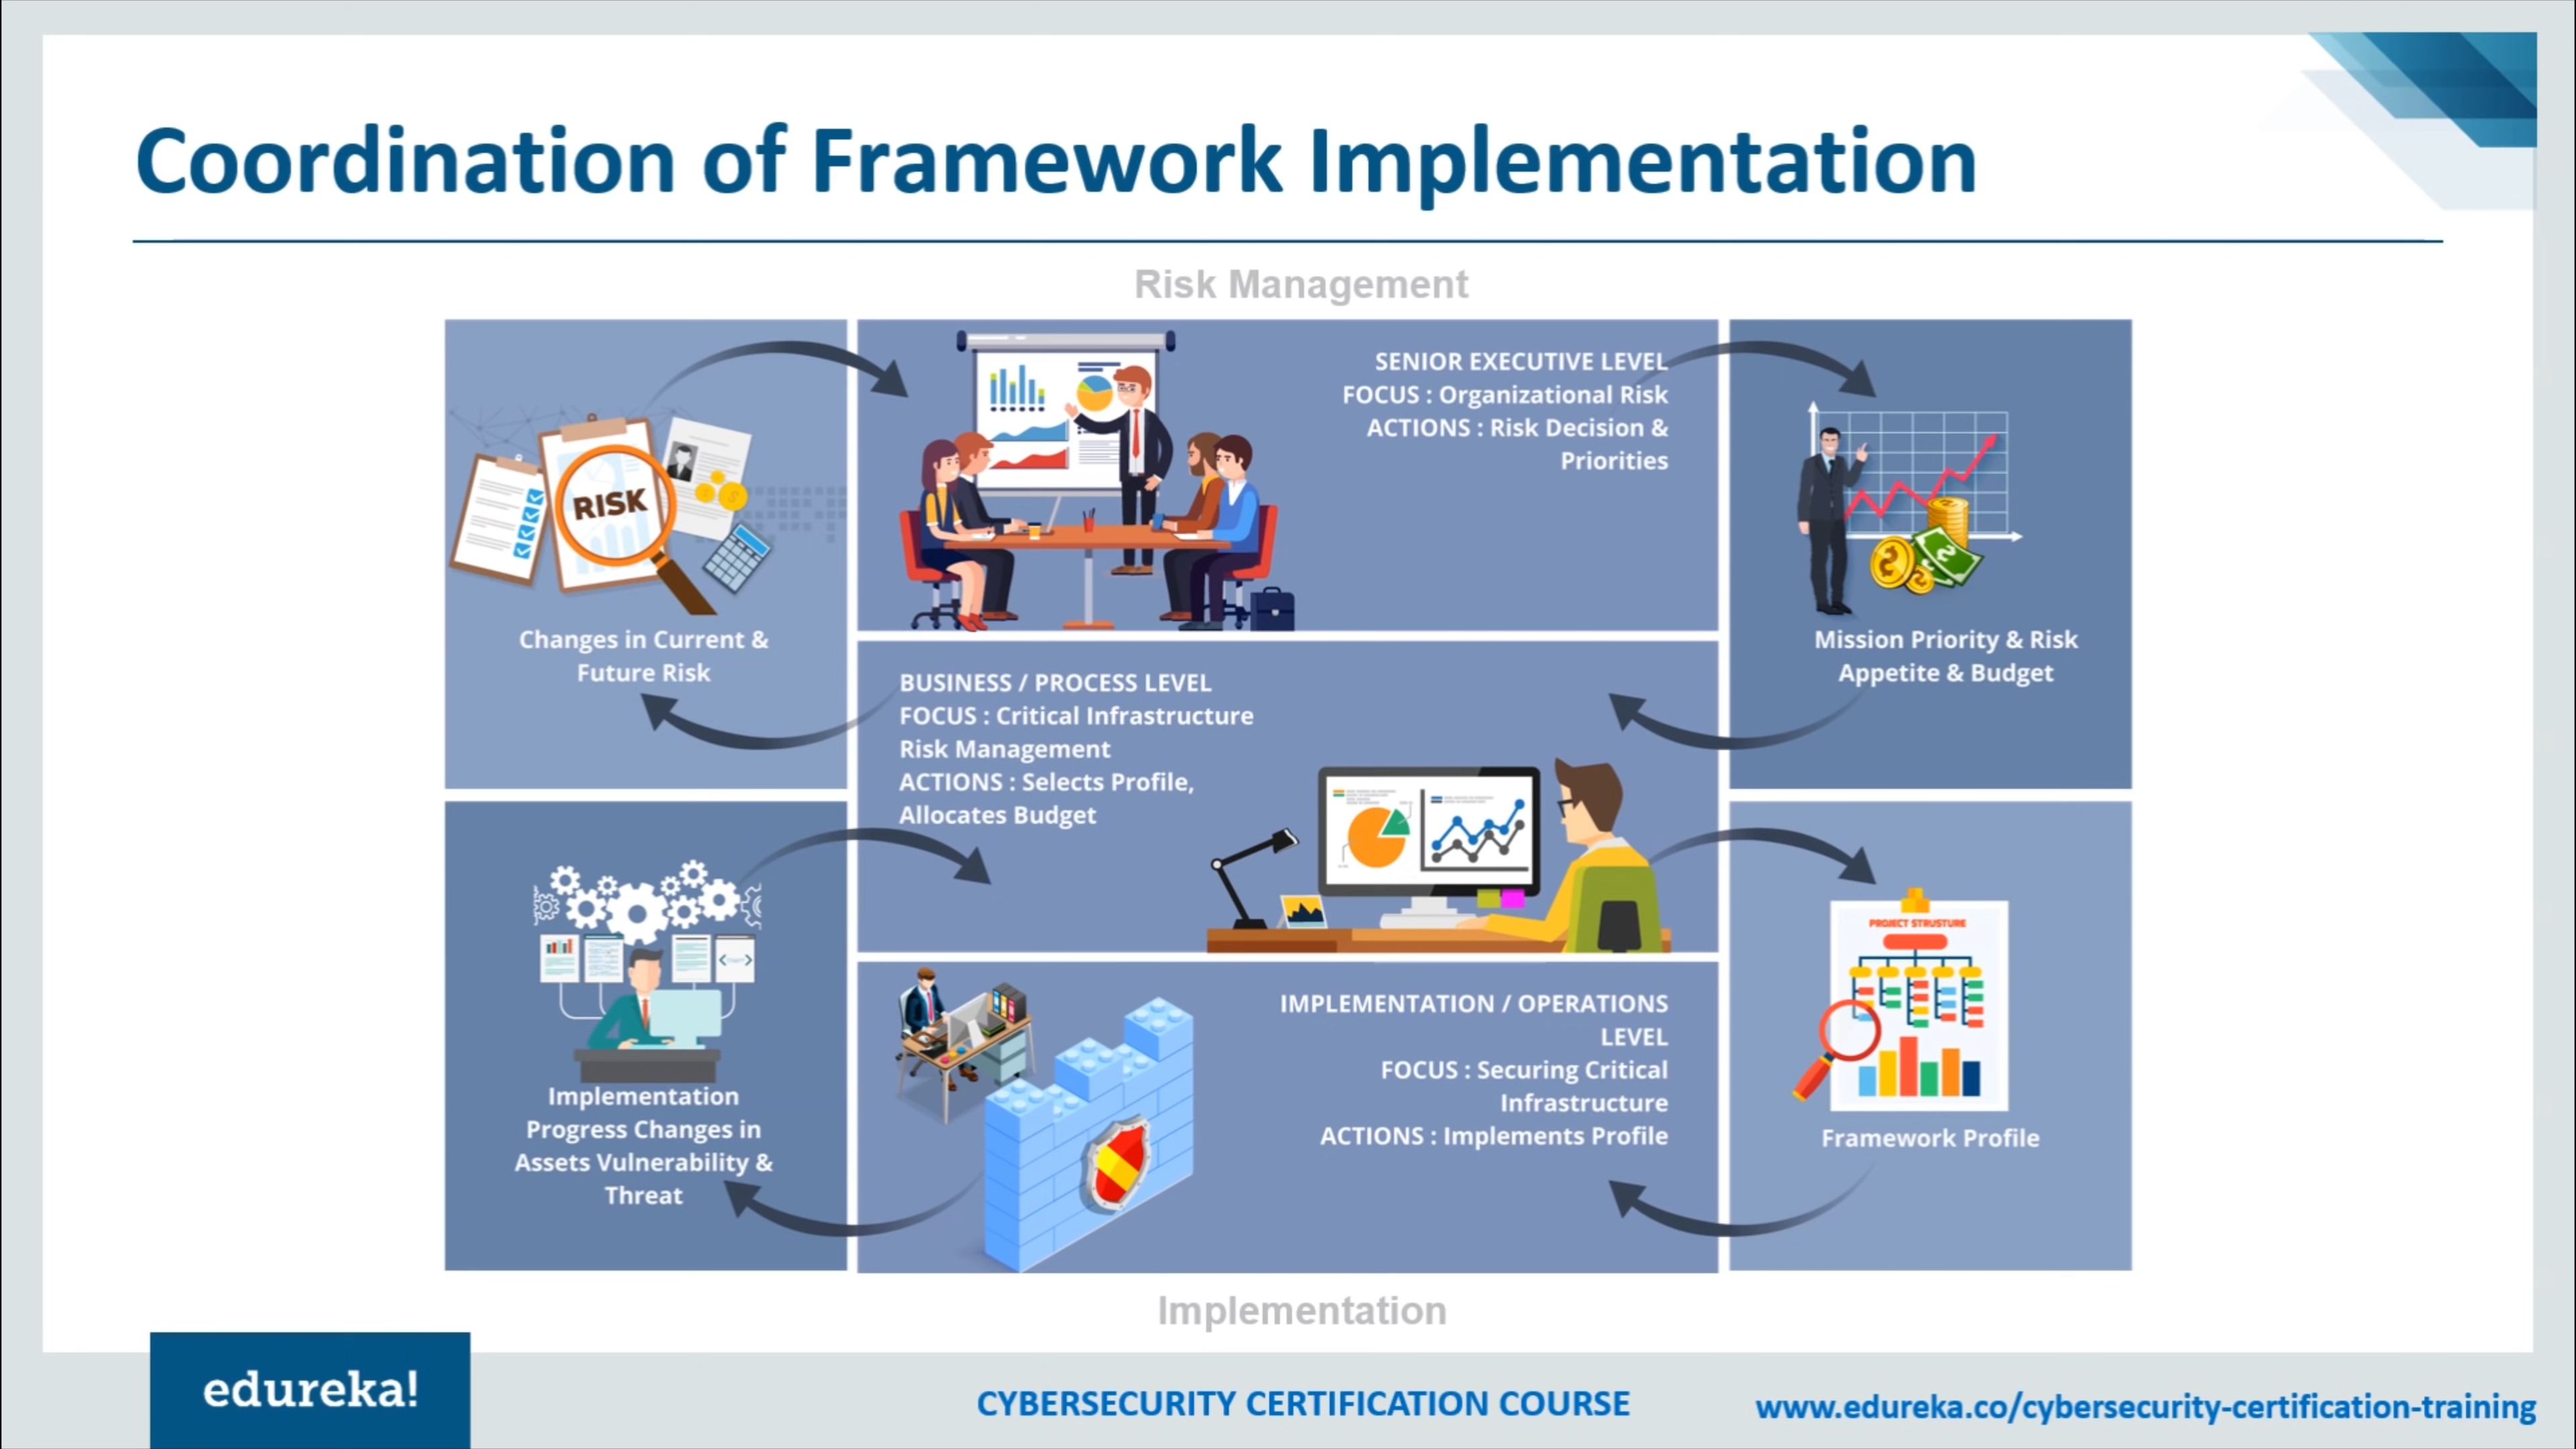 Coordination of Framework Implementation
Risk Management
RISK
Changes in Current &
Future Risk
SENIOR EXECUTIVE LEVEL
FOCUS : Organizational Risk
ACTIONS : Risk Decision &
Priorities
Mission Priority & Risk
Appetite & Budget
BUSINESS / PROCESS LEVEL
FOCUS : Critical Infrastructure
Risk Management
ACTIONS : Selects Profile,
Allocates Budget
Implementation
Progress Changes in
Assets Vulnerability &
Threat
IMPLEMENTATION / OPERATIONS
LEVEL
FOCUS : Securing Critical
Infrastructure
ACTIONS : Implements Profile
PROJECT STRUSTURE
Framework Profile
Implementation
edureka!
CYBERSECURITY CERTIFICATION COURSE
www.edureka.co/cybersecurity-certification-training